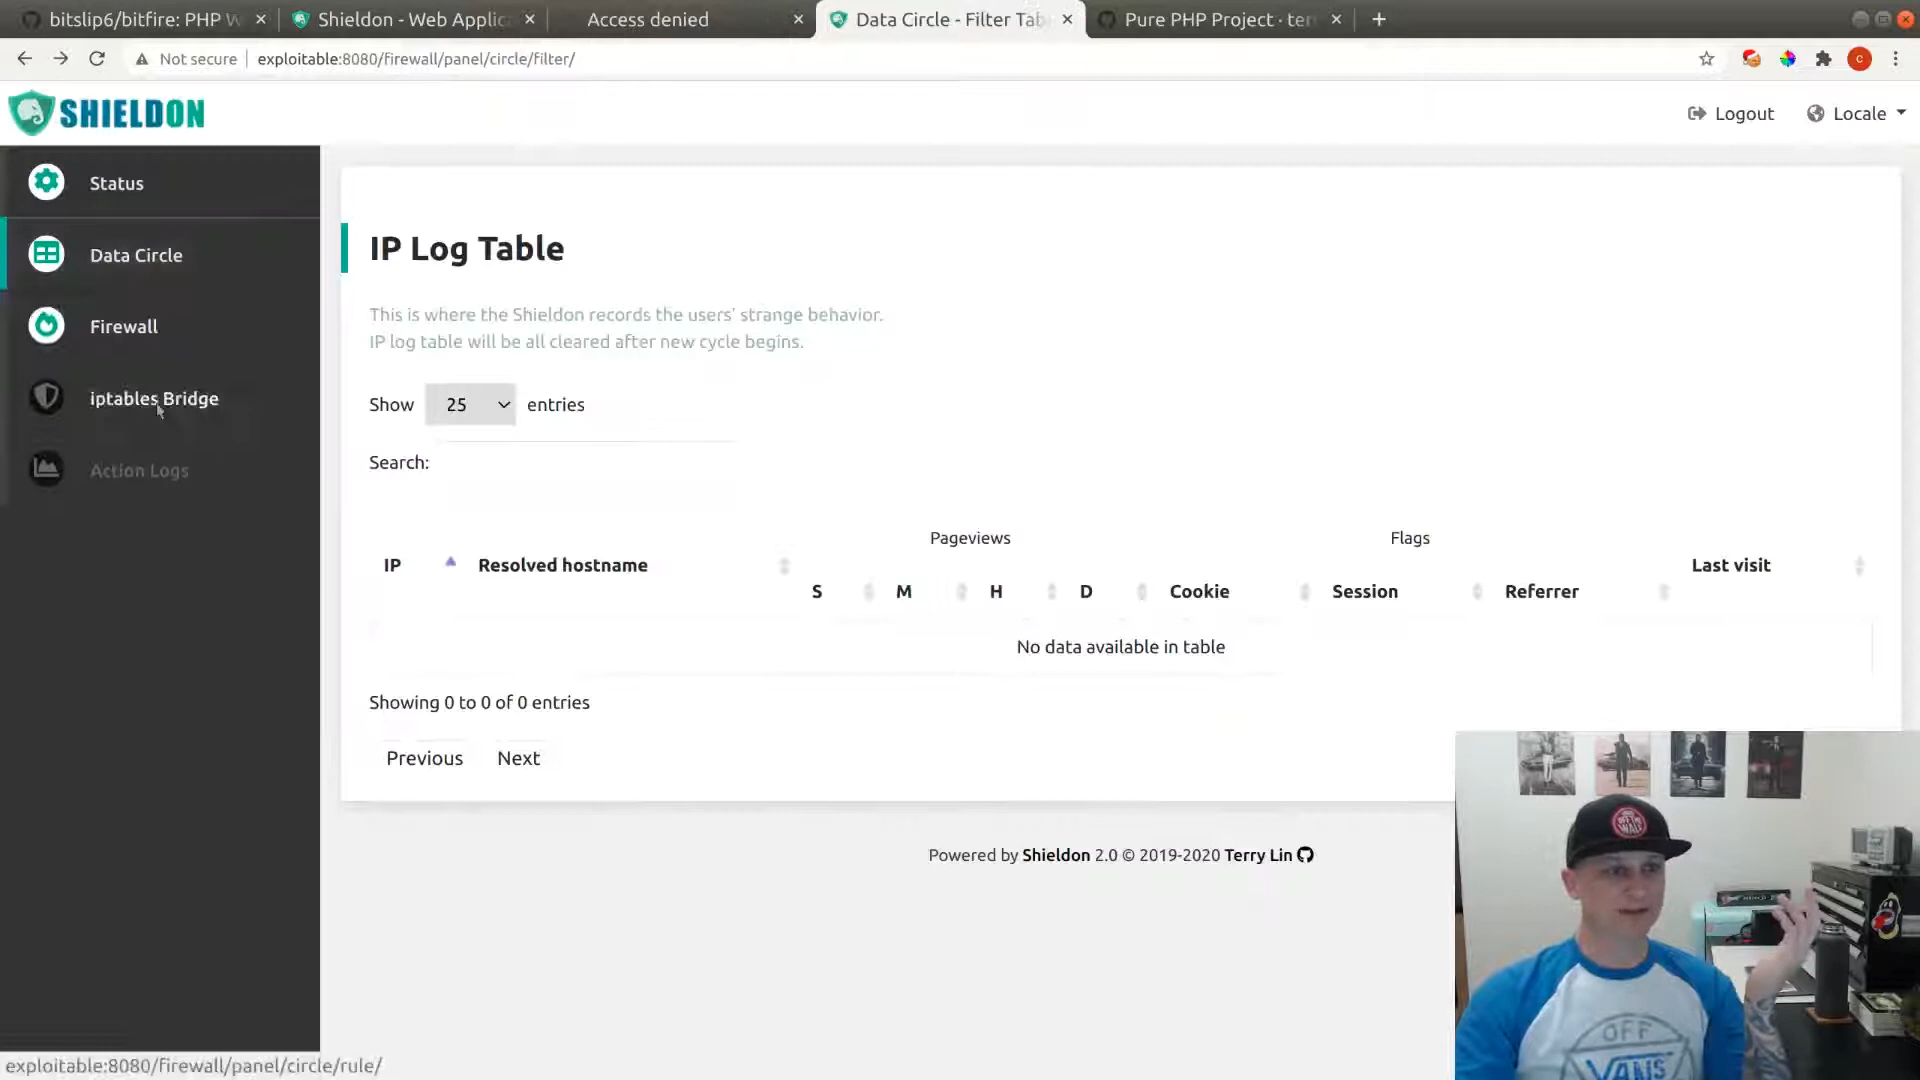 bitslip6/bitfire: PHP W
Shieldon - Web Applic
Access denied
Data Circle - Filter Tab
Pure PHP Project · ter
Not secure
exploitable:8080/firewall/panel/circle/filter/
C
SHIELDON
Logout
Locale
Status
Data Circle
Firewall
iptables Bridge
Action Logs
IP Log Table
This is where the Shieldon records the users' strange behavior.
IP log table will be all cleared after new cycle begins.
Show 25 entries
Search:
Pageviews
Flags
IP
Resolved hostname
Last visit
S
M
H
D
Cookie
Session
Referrer
No data available in table
Showing 0 to 0 of 0 entries
Previous
Next
Powered by Shieldon 2.0 © 2019-2020 Terry Lin
OFF
VANS
exploitable:8080/firewall/panel/circle/rule/